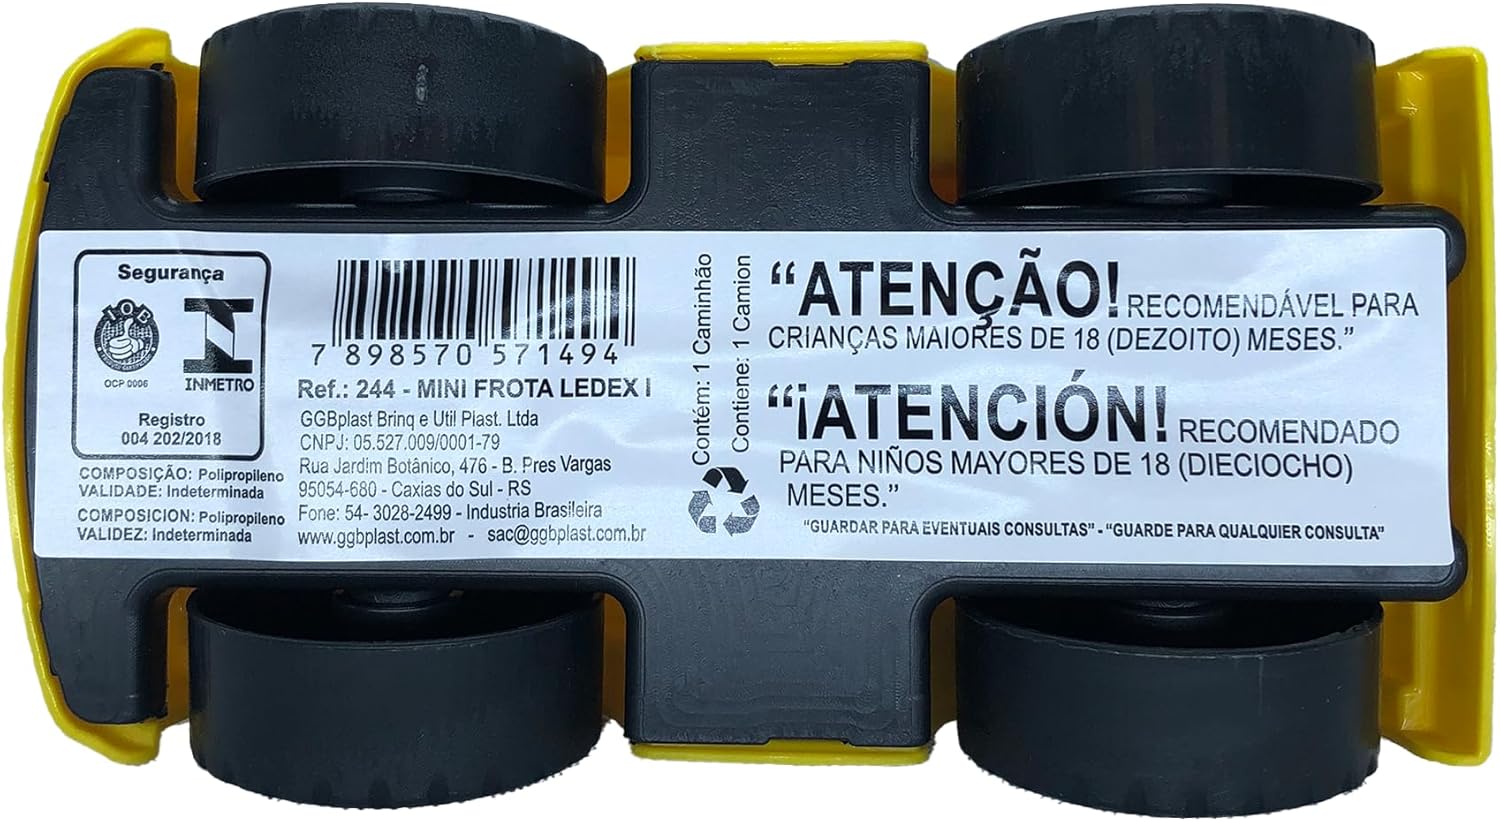 Segurança
IQB
OCP 0006
INMETRO
Registro
004 202/2018
COMPOSIÇÃO: Polipropileno
VALIDADE: Indeterminada
COMPOSICION: Polipropileno
VALIDEZ: Indeterminada
7 898570 571494
Ref.: 244 - MINI FROTA LEDEX I
GGBplast Brinq e Util Plast. Ltda
CNPJ: 05.527.009/0001-79
Rua Jardim Botânico, 476 - B. Pres Vargas
95054-680 - Caxias do Sul - RS
Fone: 54- 3028-2499 - Industria Brasileira
www.ggbplast.com.br - sac@ggbplast.com.br
Contém: 1 Caminhão
Contiene: 1 Camion
“ATENÇÃO! RECOMENDÁVEL PARA
CRIANÇAS MAIORES DE 18 (DEZOITO) MESES.”
“¡ATENCIÓN! RECOMENDADO
PARA NIÑOS MAYORES DE 18 (DIECIOCHO)
MESES.”
“GUARDAR PARA EVENTUAIS CONSULTAS” - “GUARDE PARA QUALQUIER CONSULTA”